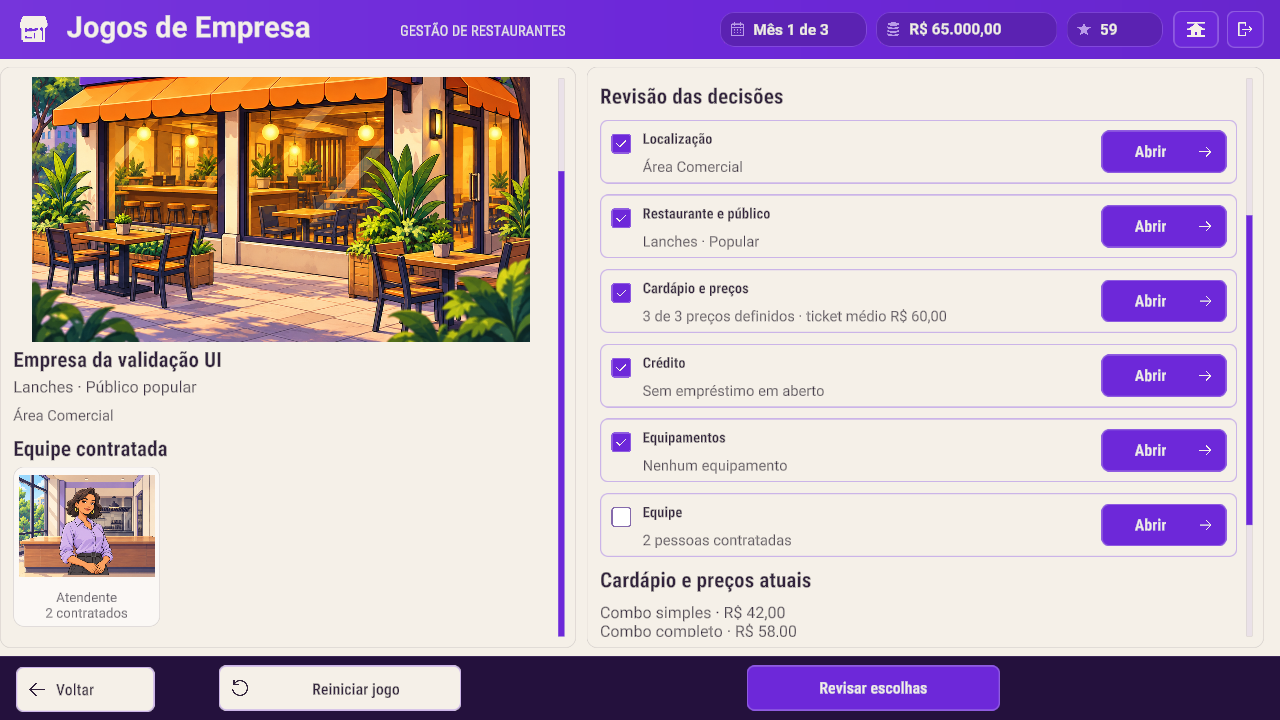 Jogos de Empresa
GESTÃO DE RESTAURANTES
Mês 1 de 3
R$ 65.000,00
59
Empresa da validação UI
Lanches · Público popular
Área Comercial
Equipe contratada
Atendente
2 contratados
Revisão das decisões
Localização
Área Comercial
Abrir
Restaurante e público
Lanches · Popular
Abrir
Cardápio e preços
3 de 3 preços definidos · ticket médio R$ 60,00
Abrir
Crédito
Sem empréstimo em aberto
Abrir
Equipamentos
Nenhum equipamento
Abrir
Equipe
2 pessoas contratadas
Abrir
Cardápio e preços atuais
Combo simples · R$ 42,00
Combo completo · R$ 58,00
Voltar
Reiniciar jogo
Revisar escolhas